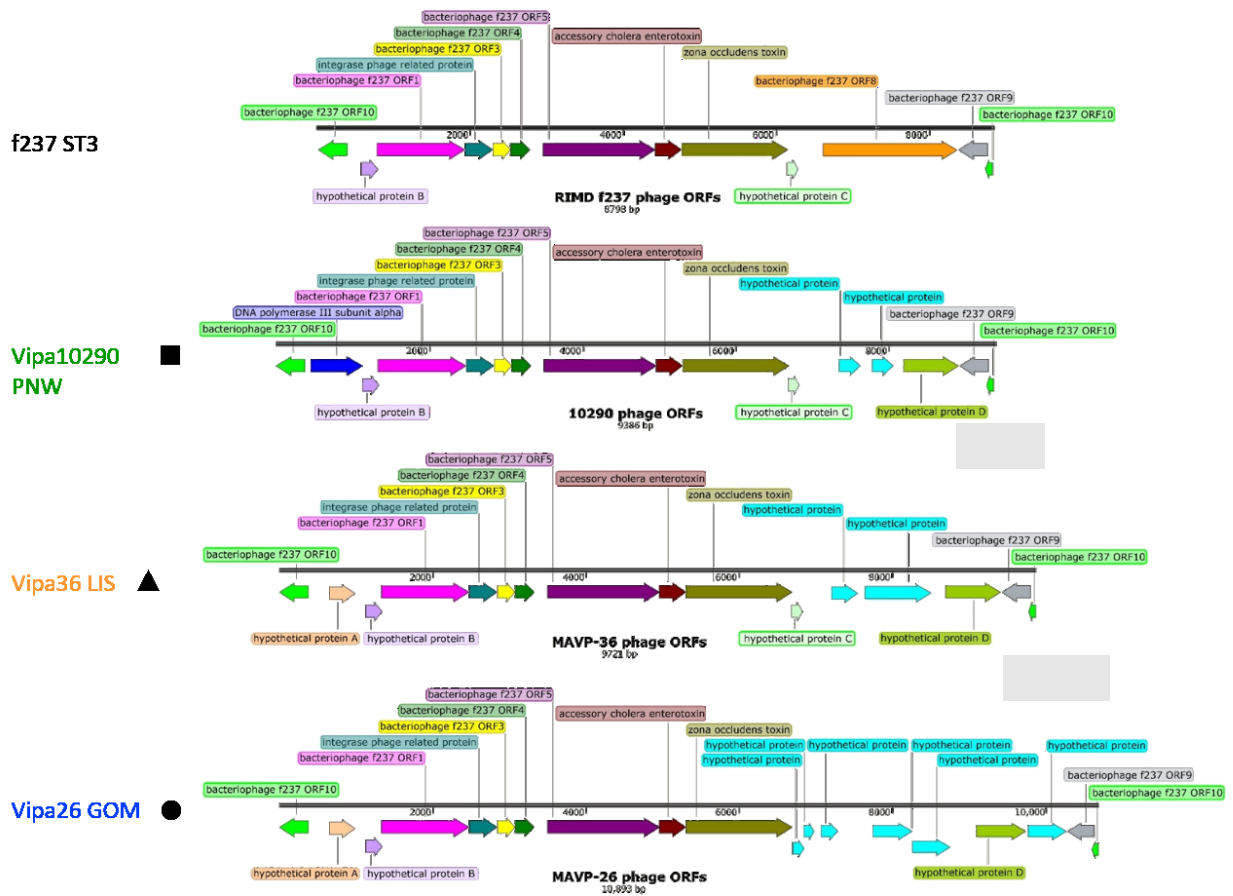 bacteriophage f237 ORF5
bacteriophage f237 ORF4
accessory cholera enterotoxin
bacteriophage f237 ORF3
zona occludens toxin
integrase phage related protein
bacteriophage f237 ORF1
bacteriophage f237 ORF8
bacteriophage f237 ORF9
bacteriophage f237 ORF10
bacteriophage f237 ORF10
f237 ST3
2000
4000
6000
8000
hypothetical protein B
RIMD f237 phage ORFs
8798 bp
hypothetical protein C
bacteriophage f237 ORF5
bacteriophage f237 ORF4
accessory cholera enterotoxin
bacteriophage f237 ORF3
zona occludens toxin
integrase phage related protein
hypothetical protein
bacteriophage f237 ORF1
hypothetical protein
DNA polymerase III subunit alpha
bacteriophage f237 ORF9
bacteriophage f237 ORF10
bacteriophage f237 ORF10
Vipa10290
PNW
2000
4000
6000
8000
hypothetical protein B
10290 phage ORFs
9386 bp
hypothetical protein C
hypothetical protein D
bacteriophage f237 ORF5
bacteriophage f237 ORF4
accessory cholera enterotoxin
bacteriophage f237 ORF3
zona occludens toxin
integrase phage related protein
hypothetical protein
bacteriophage f237 ORF1
hypothetical protein
bacteriophage f237 ORF9
bacteriophage f237 ORF10
bacteriophage f237 ORF10
Vipa36 LIS
2000
4000
6000
8000
hypothetical protein A
hypothetical protein B
MAVP-36 phage ORFs
9721 bp
hypothetical protein C
hypothetical protein D
bacteriophage f237 ORF5
bacteriophage f237 ORF4
accessory cholera enterotoxin
bacteriophage f237 ORF3
zona occludens toxin
integrase phage related protein
hypothetical protein
hypothetical protein
hypothetical protein
hypothetical protein
bacteriophage f237 ORF1
hypothetical protein
hypothetical protein
bacteriophage f237 ORF9
bacteriophage f237 ORF10
bacteriophage f237 ORF10
Vipa26 GOM
2000
4000
6000
8000
10,000
hypothetical protein A
hypothetical protein B
MAVP-26 phage ORFs
10,893 bp
hypothetical protein D